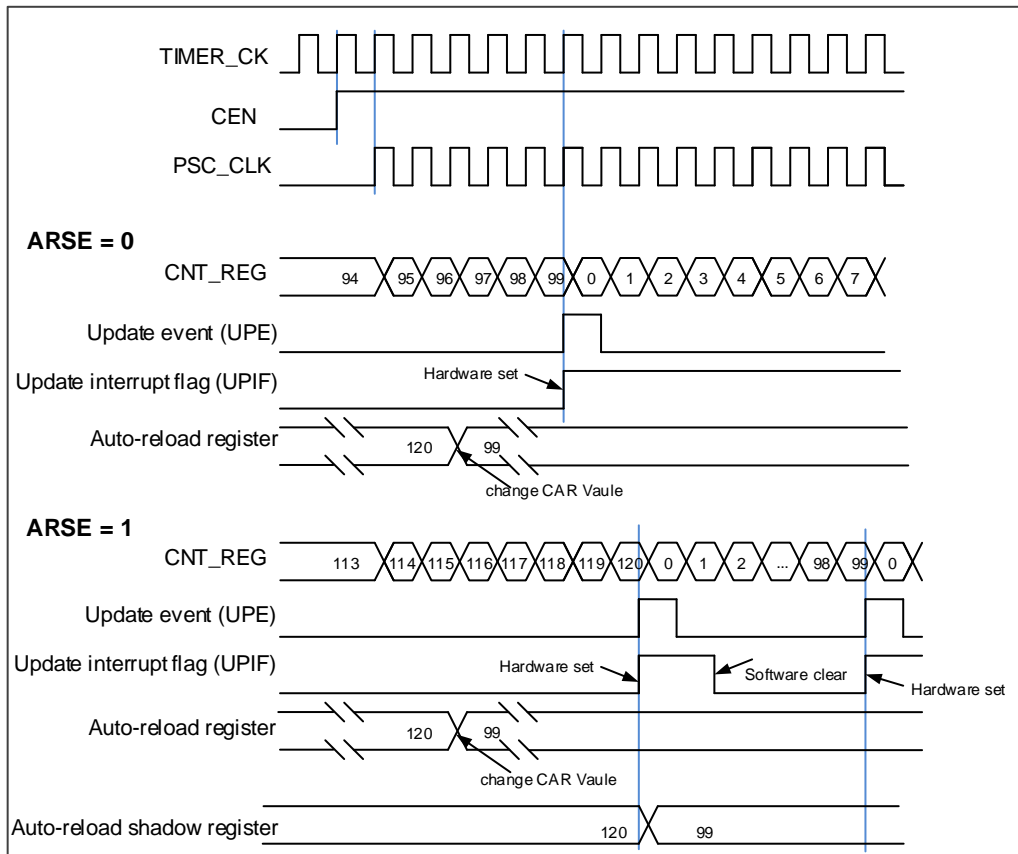 TIMER_CK
CEN
PSC_CLK
ARSE = 0
CNT_REG 94 95 96 97 98 99 0 1 2 3 4 5 6 7
Update event (UPE)
Update interrupt flag (UPIF) Hardware set
Auto-reload register 120 99
change CAR Vaule
ARSE = 1
CNT_REG 113 114 115 116 117 118 119 120 0 1 2 ... 98 99 0
Update event (UPE)
Update interrupt flag (UPIF) Hardware set Software clear Hardware set
Auto-reload register 120 99
change CAR Vaule
Auto-reload shadow register 120 99